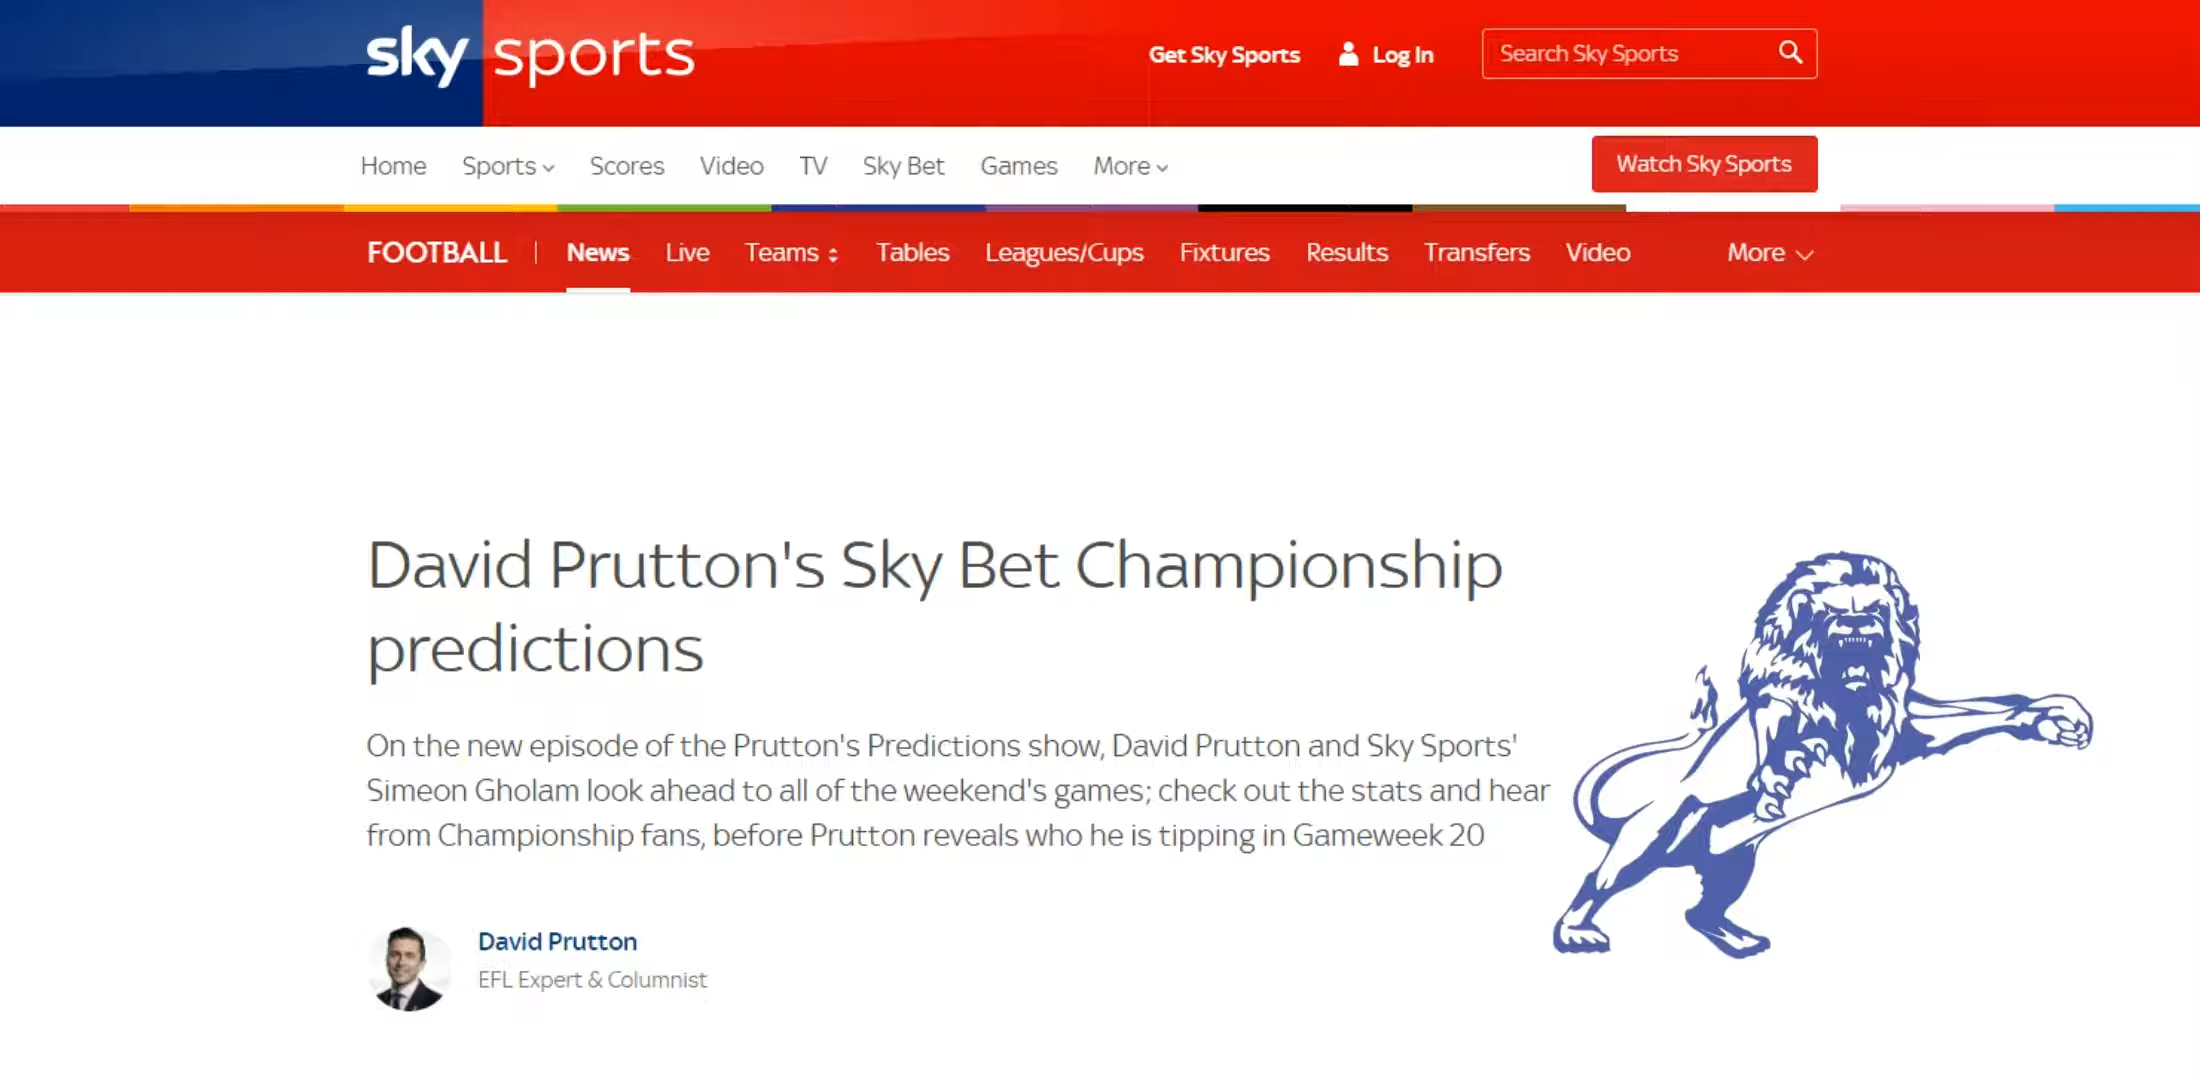 sky sports
Get Sky Sports
Log In
Search Sky Sports
Home Sports Scores Video TV Sky Bet Games More
Watch Sky Sports
FOOTBALL | News Live Teams Tables Leagues/Cups Fixtures Results Transfers Video More
David Prutton's Sky Bet Championship
predictions
On the new episode of the Prutton's Predictions show, David Prutton and Sky Sports'
Simeon Gholam look ahead to all of the weekend's games; check out the stats and hear
from Championship fans, before Prutton reveals who he is tipping in Gameweek 20
David Prutton
EFL Expert & Columnist